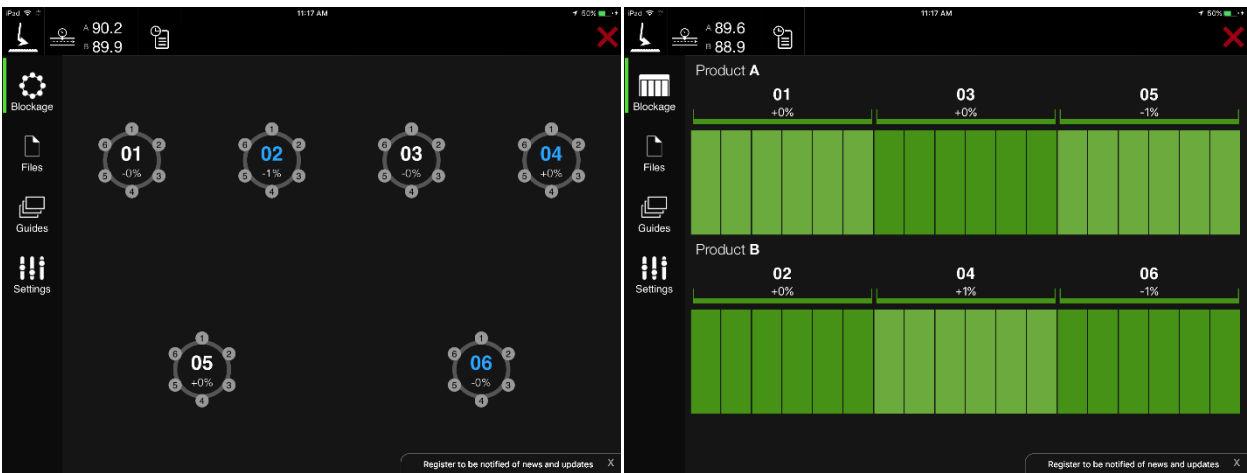 iPad
11:17 AM
50%
A 90.2
B 89.9
Blockage
Files
Guides
Settings
1
6 2
01
-0%
5 3
4
1
6 2
02
-1%
5 3
4
1
6 2
03
-0%
5 3
4
1
6 2
04
+0%
5 3
4
1
6 2
05
+0%
5 3
4
1
6 2
06
-0%
5 3
4
Register to be notified of news and updates X
iPad
11:17 AM
50%
A 89.6
B 88.9
Blockage
Files
Guides
Settings
Product A
01 03 05
+0% +0% -1%
Product B
02 04 06
+0% +1% -1%
Register to be notified of news and updates X